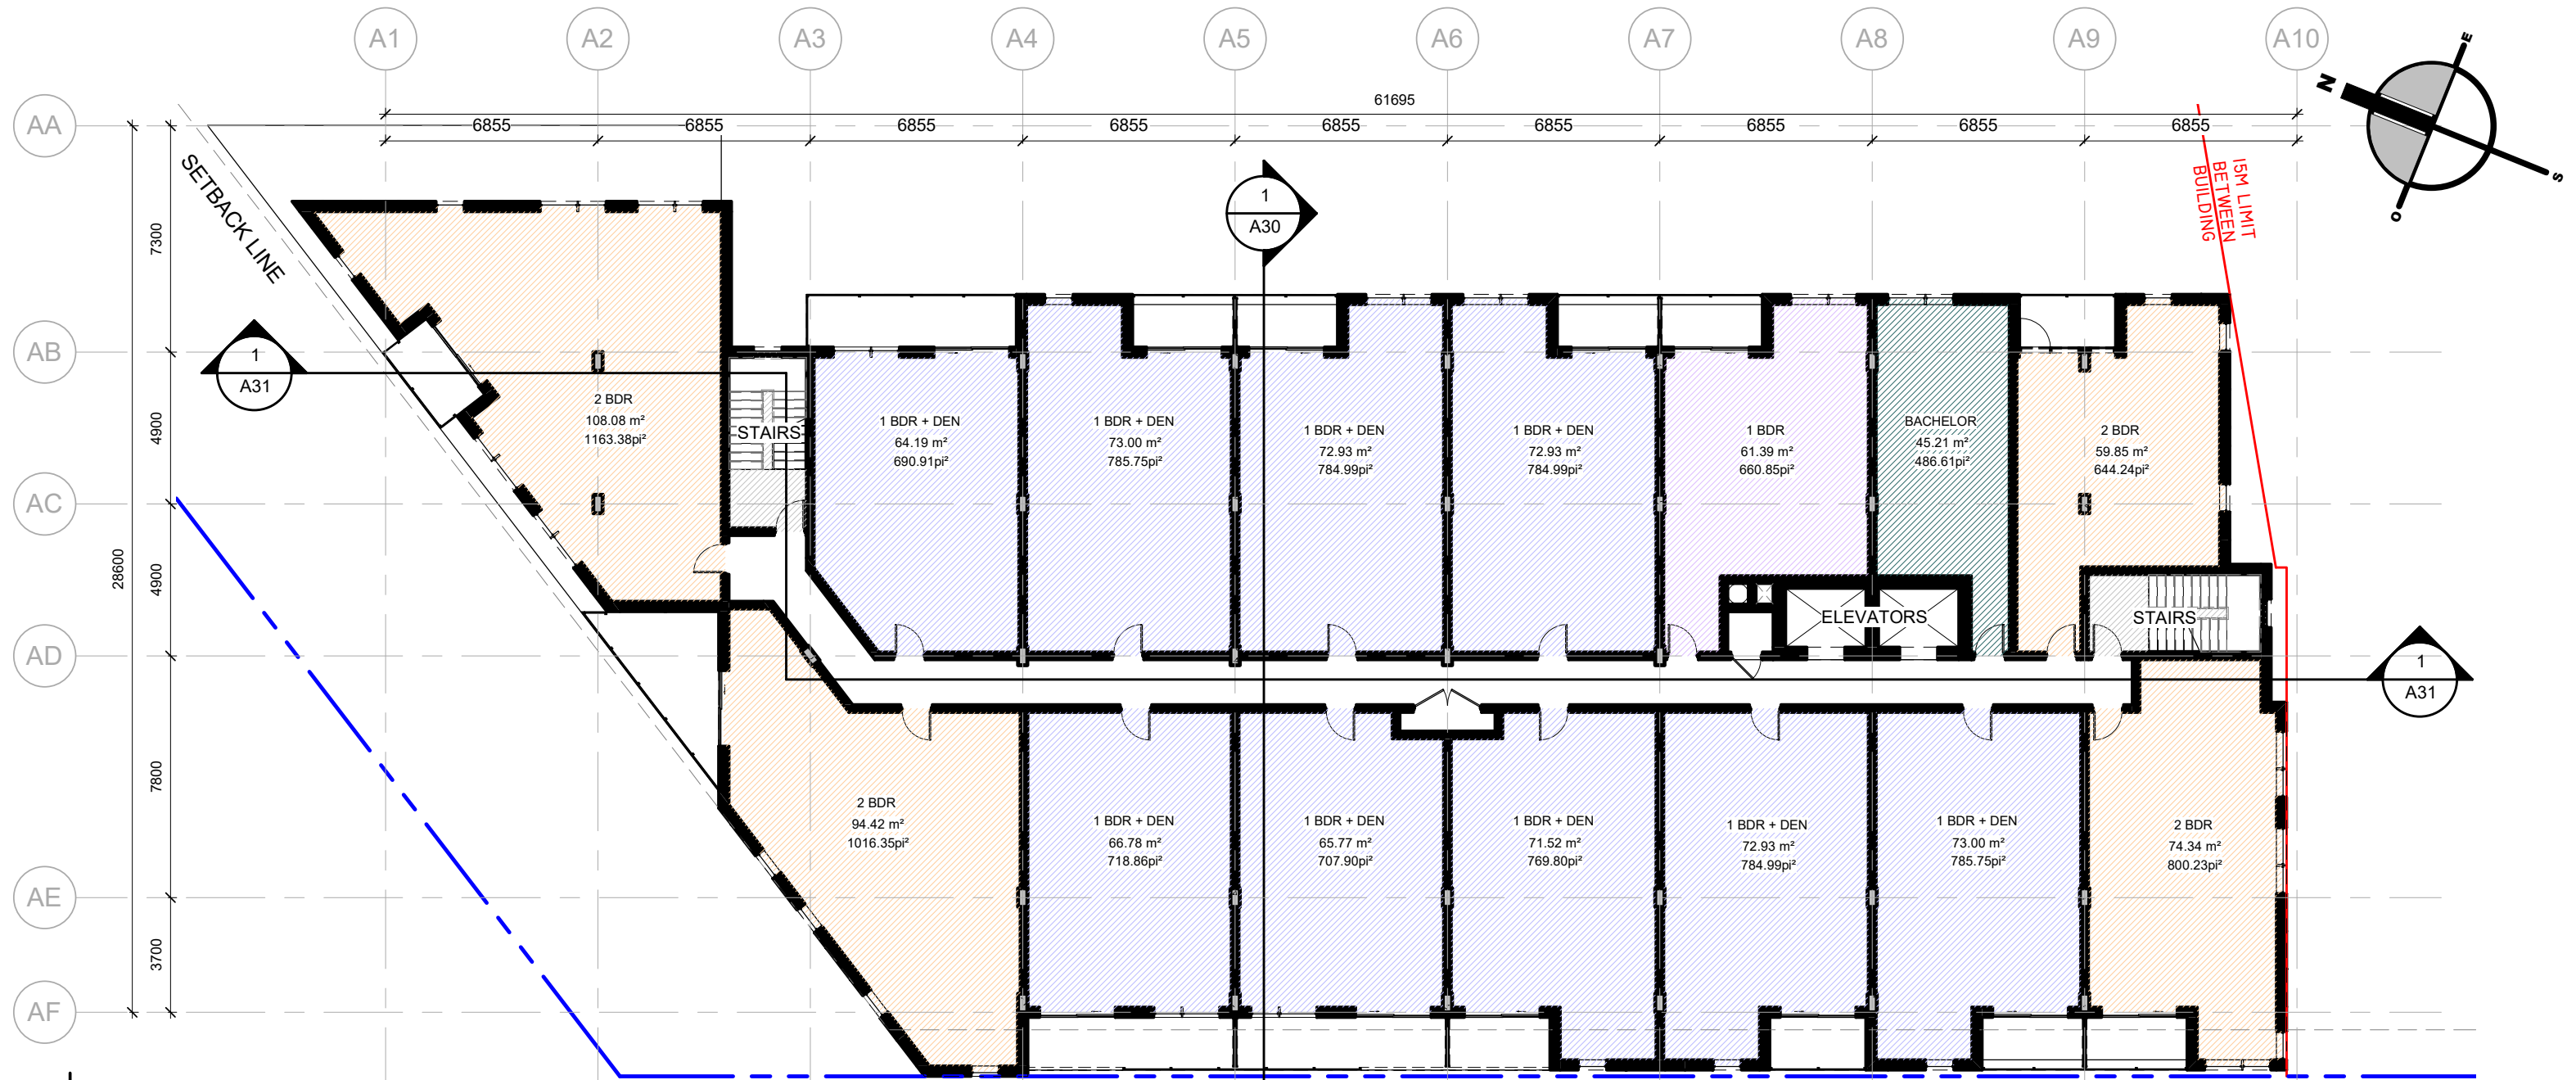 A1 A2 A3 A4 A5 A6 A7 A8 A9 A10
N E S O
61695
6855 6855 6855 6855 6855 6855 6855 6855 6855
AA
AB
AC
AD
AE
AF
28600
7300
4900
4900
7800
3700
SETBACK LINE
15M LIMIT
BETWEEN
BUILDING
1
A30
1
A31
1
A31
2 BDR
108.08 m²
1163.38pi²
STAIRS
1 BDR + DEN
64.19 m²
690.91pi²
1 BDR + DEN
73.00 m²
785.75pi²
1 BDR + DEN
72.93 m²
784.99pi²
1 BDR + DEN
72.93 m²
784.99pi²
1 BDR
61.39 m²
660.85pi²
BACHELOR
45.21 m²
486.61pi²
2 BDR
59.85 m²
644.24pi²
ELEVATORS
STAIRS
2 BDR
94.42 m²
1016.35pi²
1 BDR + DEN
66.78 m²
718.86pi²
1 BDR + DEN
65.77 m²
707.90pi²
1 BDR + DEN
71.52 m²
769.80pi²
1 BDR + DEN
72.93 m²
784.99pi²
1 BDR + DEN
73.00 m²
785.75pi²
2 BDR
74.34 m²
800.23pi²